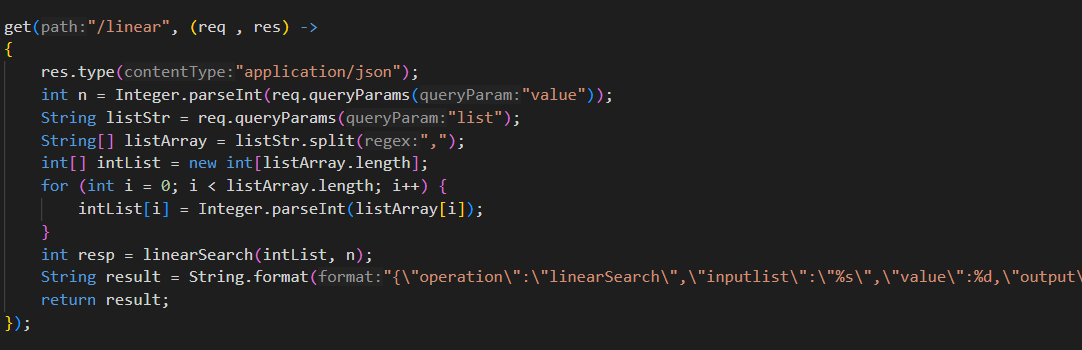 get(path:"/linear", (req , res) ->
{
    res.type(contentType:"application/json");
    int n = Integer.parseInt(req.queryParams(queryParam:"value"));
    String listStr = req.queryParams(queryParam:"list");
    String[] listArray = listStr.split(regex:",");
    int[] intList = new int[listArray.length];
    for (int i = 0; i < listArray.length; i++) {
        intList[i] = Integer.parseInt(listArray[i]);
    }
    int resp = linearSearch(intList, n);
    String result = String.format(format:"{\"operation\":\"linearSearch\",\"inputlist\":\"%s\",\"value\":%d,\"output\
    return result;
});